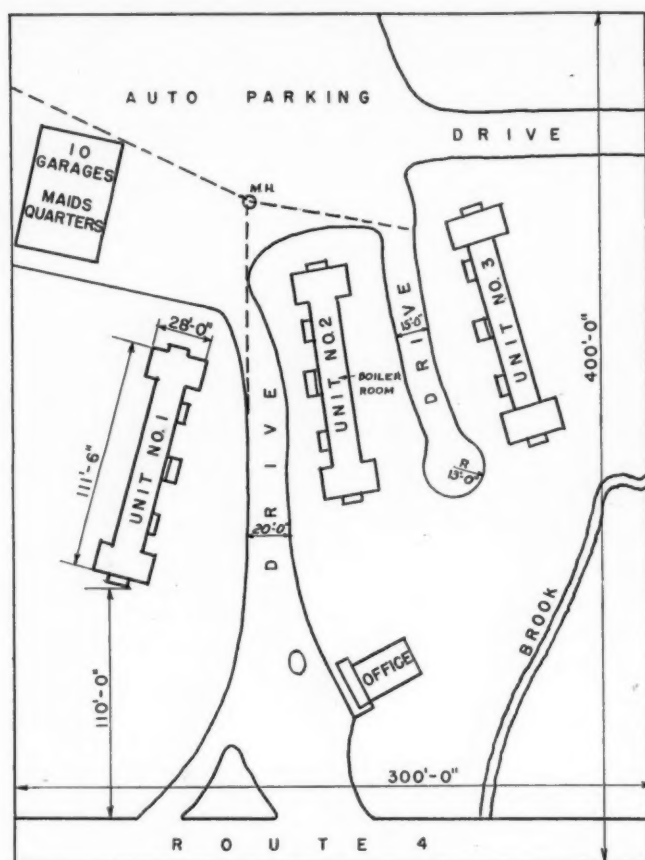 AUTO PARKING
DRIVE
10
GARAGES
MAIDS
QUARTERS
M.H.
28'-0"
111'-6"
UNIT NO. 1
UNIT NO.2
BOILER
ROOM
DRIVE
15'-0"
UNIT NO. 3
400'-0"
R
13'-0"
DRIVE
20'-0"
110'-0"
OFFICE
BROOK
300'-0"
ROUTE 4